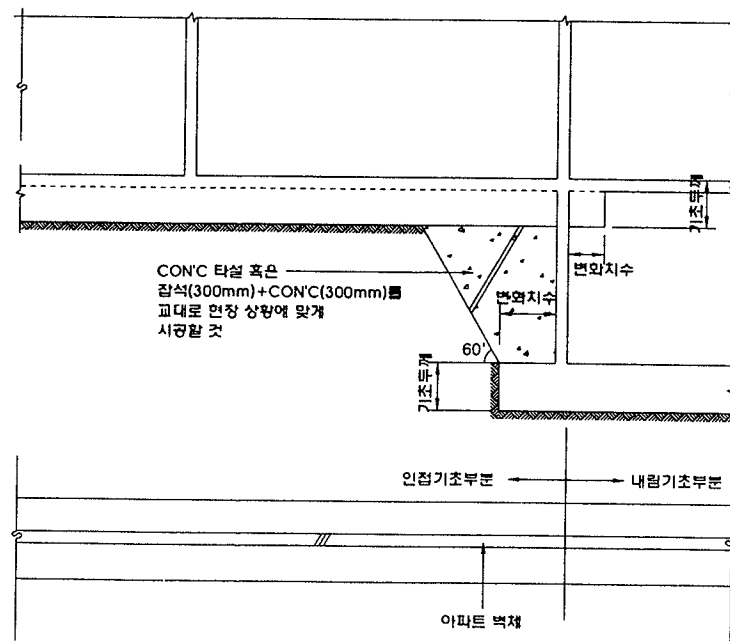 기초두께
변화치수
CON'C 타설 혹은
잡석(300mm)+CON'C(300mm)를
교대로 현장 상황에 맞게
시공할 것
변화치수
60'
기초두께
인접기초부분
내림기초부분
아파트 벽체